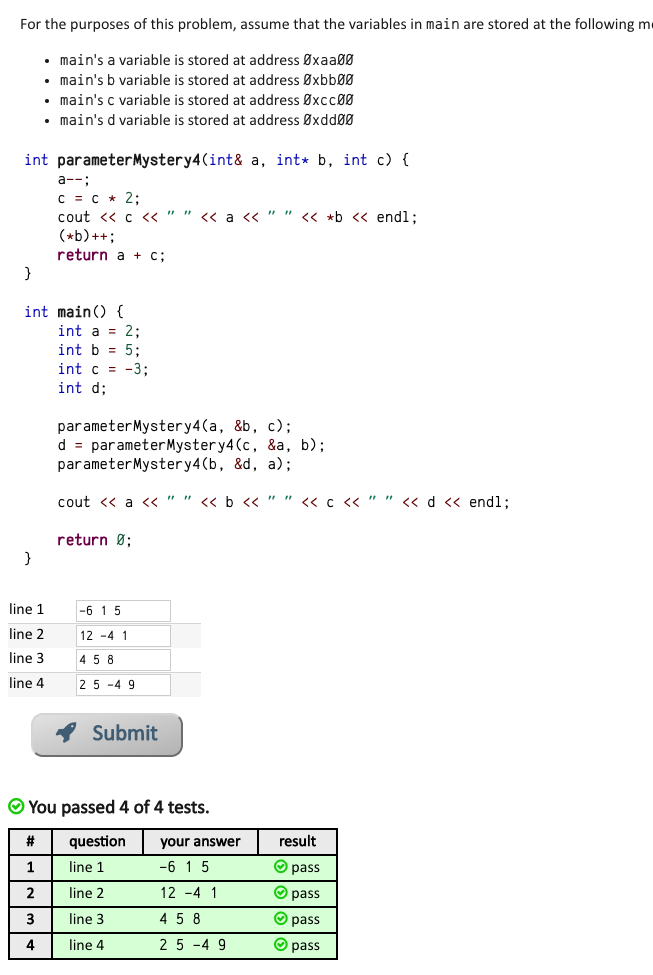 For the purposes of this problem, assume that the variables in main are stored at the following m
• main's a variable is stored at address 0xaa00
• main's b variable is stored at address 0xbb00
• main's c variable is stored at address 0xcc00
• main's d variable is stored at address 0xdd00
int parameterMystery4(int& a, int* b, int c) {
    a--;
    c = c * 2;
    cout << c << " " << a << " " << *b << endl;
    (*b)++;
    return a + c;
}
int main() {
    int a = 2;
    int b = 5;
    int c = -3;
    int d;
    parameterMystery4(a, &b, c);
    d = parameterMystery4(c, &a, b);
    parameterMystery4(b, &d, a);
    cout << a << " " << b << " " << c << " " << d << endl;
    return 0;
}
line 1 -6 1 5
line 2 12 -4 1
line 3 4 5 8
line 4 2 5 -4 9
Submit
You passed 4 of 4 tests.
# question your answer result
1 line 1 -6 1 5 pass
2 line 2 12 -4 1 pass
3 line 3 4 5 8 pass
4 line 4 2 5 -4 9 pass